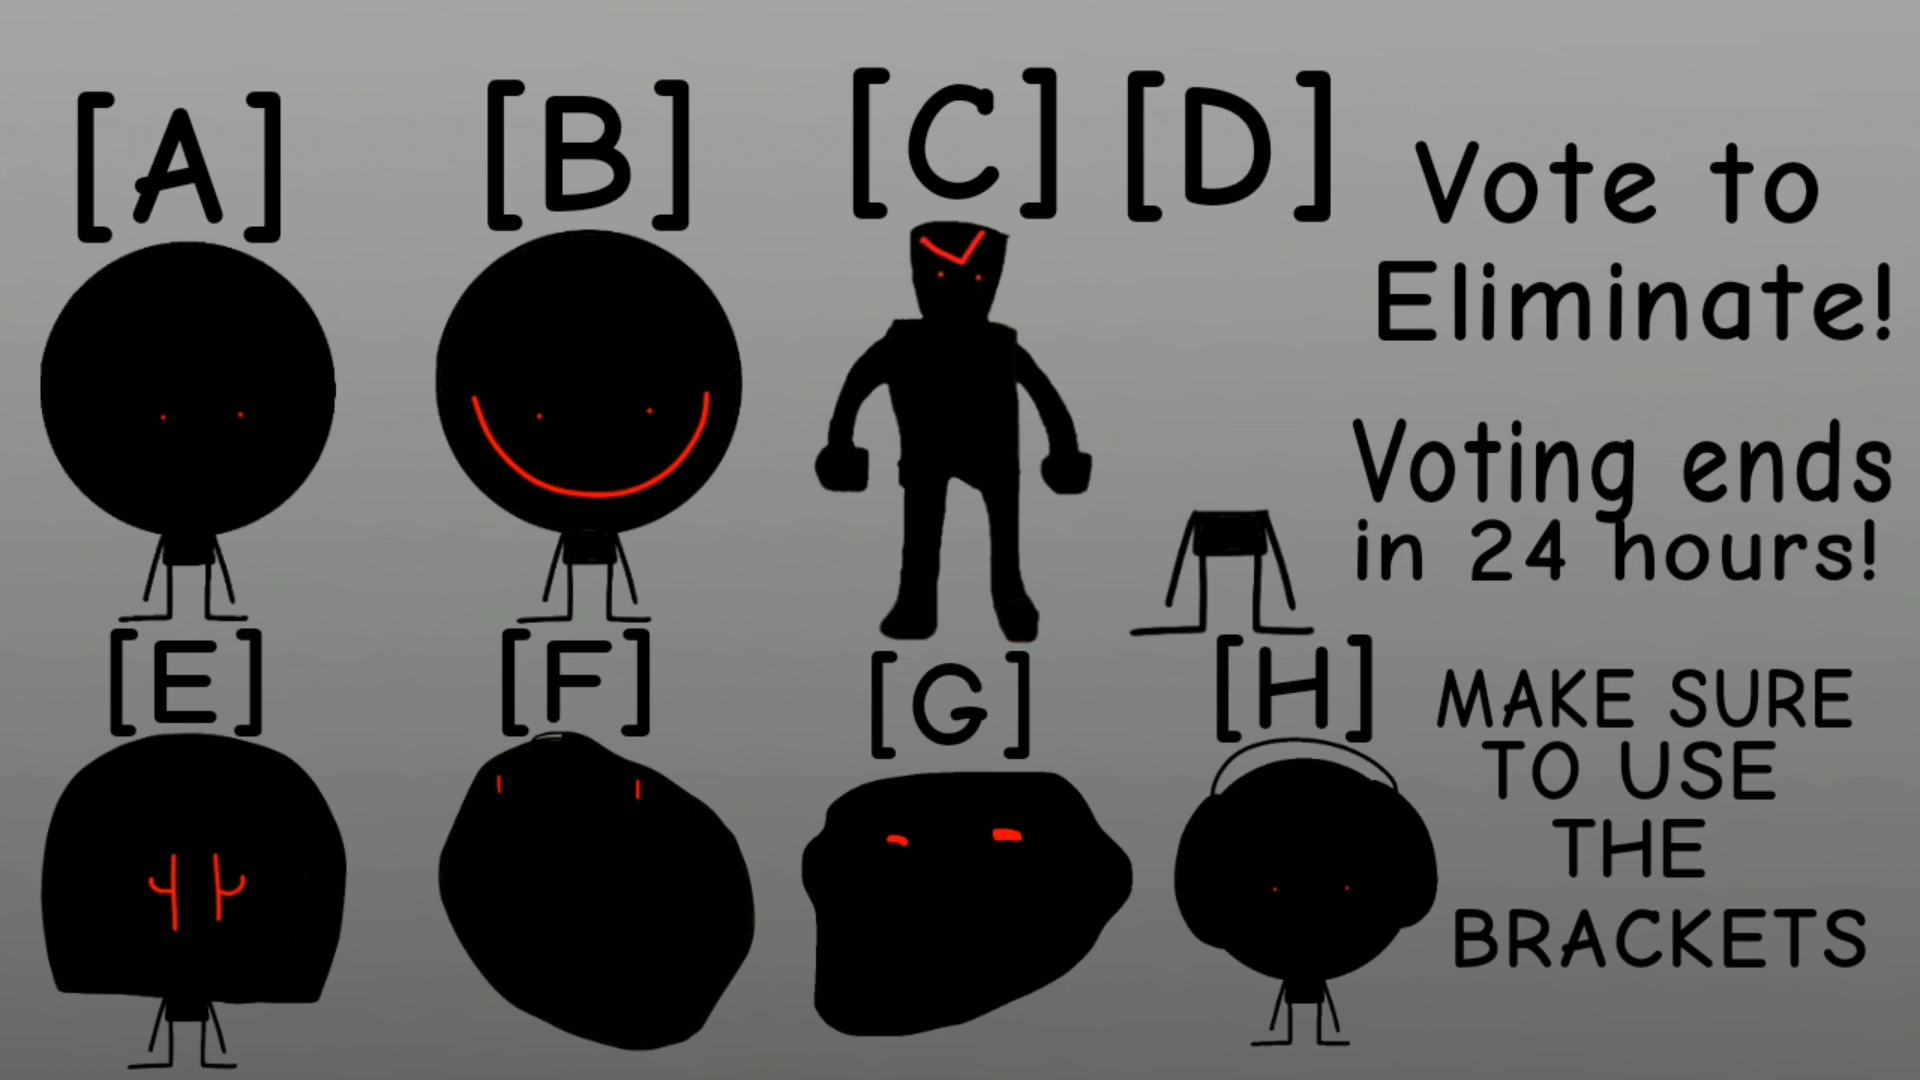 [A] [B] [C] [D]
Vote to
Eliminate!
Voting ends
in 24 hours!
[E] [F] [G] [H]
MAKE SURE
TO USE
THE
BRACKETS